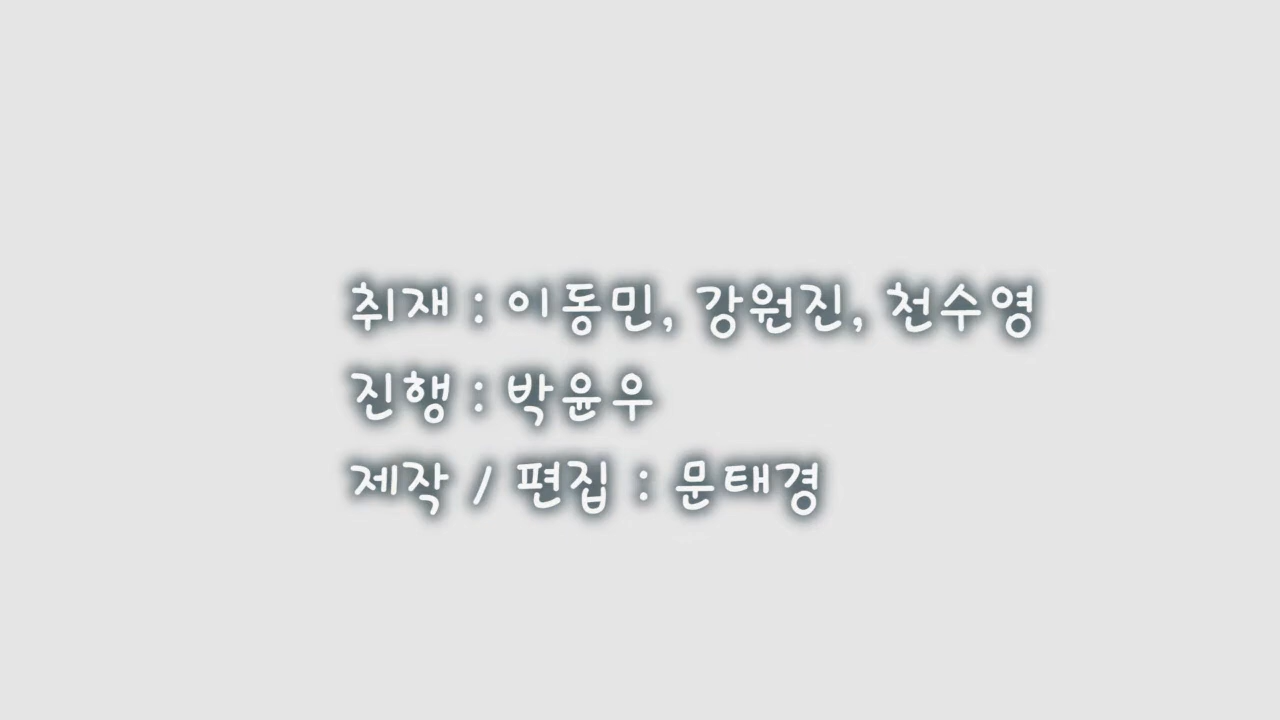 취재 : 이동민, 강원진, 천수영
진행 : 박윤우
제작 / 편집 : 문태경